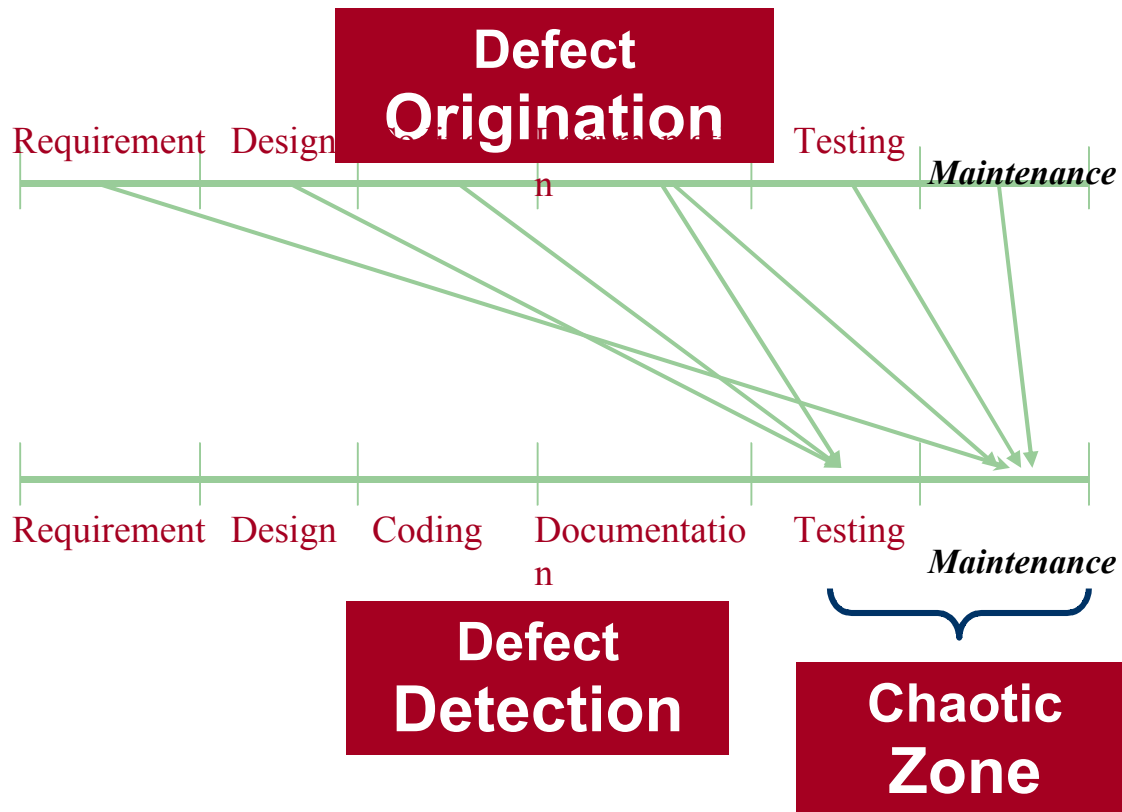 Defect
Origination
Requirement Design Testing
n
Maintenance
Requirement Design Coding Documentatio Testing
n
Maintenance
Defect
Detection
Chaotic
Zone